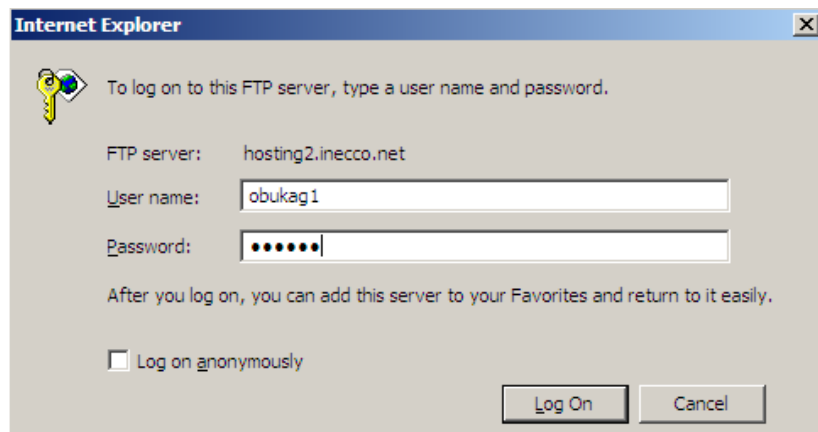 Internet Explorer
To log on to this FTP server, type a user name and password.
FTP server: hosting2.inecco.net
User name: obukag1
Password: ••••••
After you log on, you can add this server to your Favorites and return to it easily.
Log on anonymously
Log On Cancel